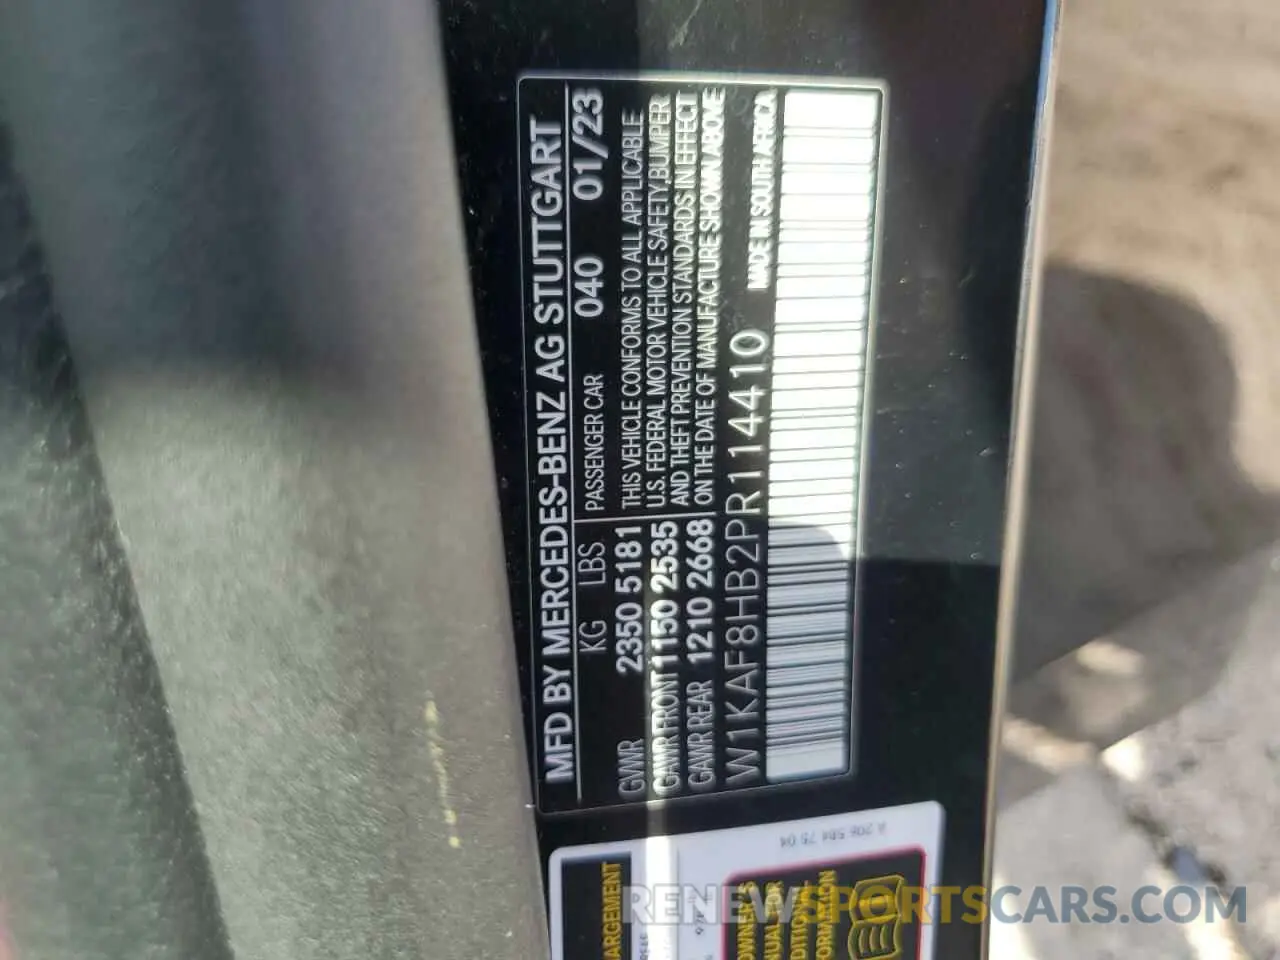 MFD BY MERCEDES-BENZ AG STUTTGART
KG LBS PASSENGER CAR 040 01/23
GVWR 2350 5181 THIS VEHICLE CONFORMS TO ALL APPLICABLE
GAWR FRONT 1150 2535 U.S. FEDERAL MOTOR VEHICLE SAFETY, BUMPER
GAWR REAR 1210 2668 AND THEFT PREVENTION STANDARDS IN EFFECT
ON THE DATE OF MANUFACTURE SHOWN ABOVE
W1KAF8HB2PR114410 MADE IN SOUTH AFRICA
A 206 584 75 04
ARGEMENT
OWNER'S
RENEWSPORTSCARS.COM